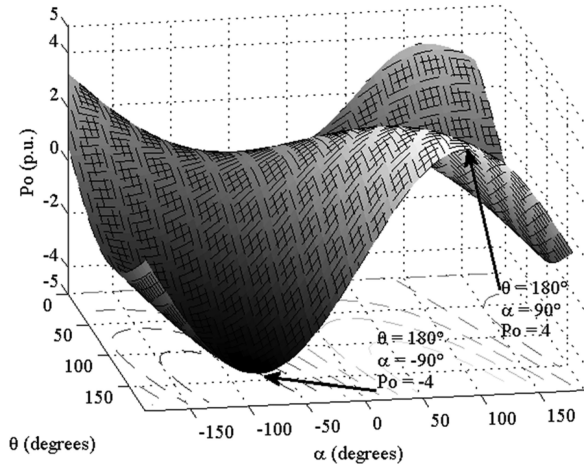 5
4
2
0
-2
-4
-5
Po (p.u.)
0
50
100
150
θ (degrees)
-150
-100
-50
0
50
100
150
α (degrees)
θ = 180°
α = 90°
Po = 4
θ = 180°
α = -90°
Po = -4